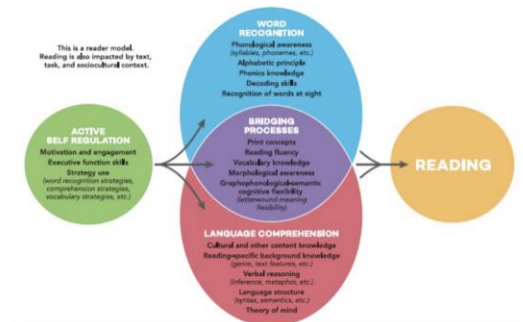 This is a reader model.
Reading is also impacted by text,
task, and sociocultural context.
ACTIVE
SELF REGULATION
Motivation and engagement
Executive function skills
Strategy use
(word recognition strategies,
comprehension strategies,
vocabulary strategies, etc.)
WORD
RECOGNITION
Phonological awareness
(syllables, phonemes, etc.)
Alphabetic principle
Phonics knowledge
Decoding skills
Recognition of words at sight
BRIDGING
PROCESSES
Print concepts
Reading fluency
Vocabulary knowledge
Morphological awareness
Graphophonological-semantic
cognitive flexibility
(letter-sound-meaning
flexibility)
LANGUAGE COMPREHENSION
Cultural and other content knowledge
Reading-specific background knowledge
(genre, text features, etc.)
Verbal reasoning
(inference, metaphor, etc.)
Language structure
(syntax, semantics, etc.)
Theory of mind
READING